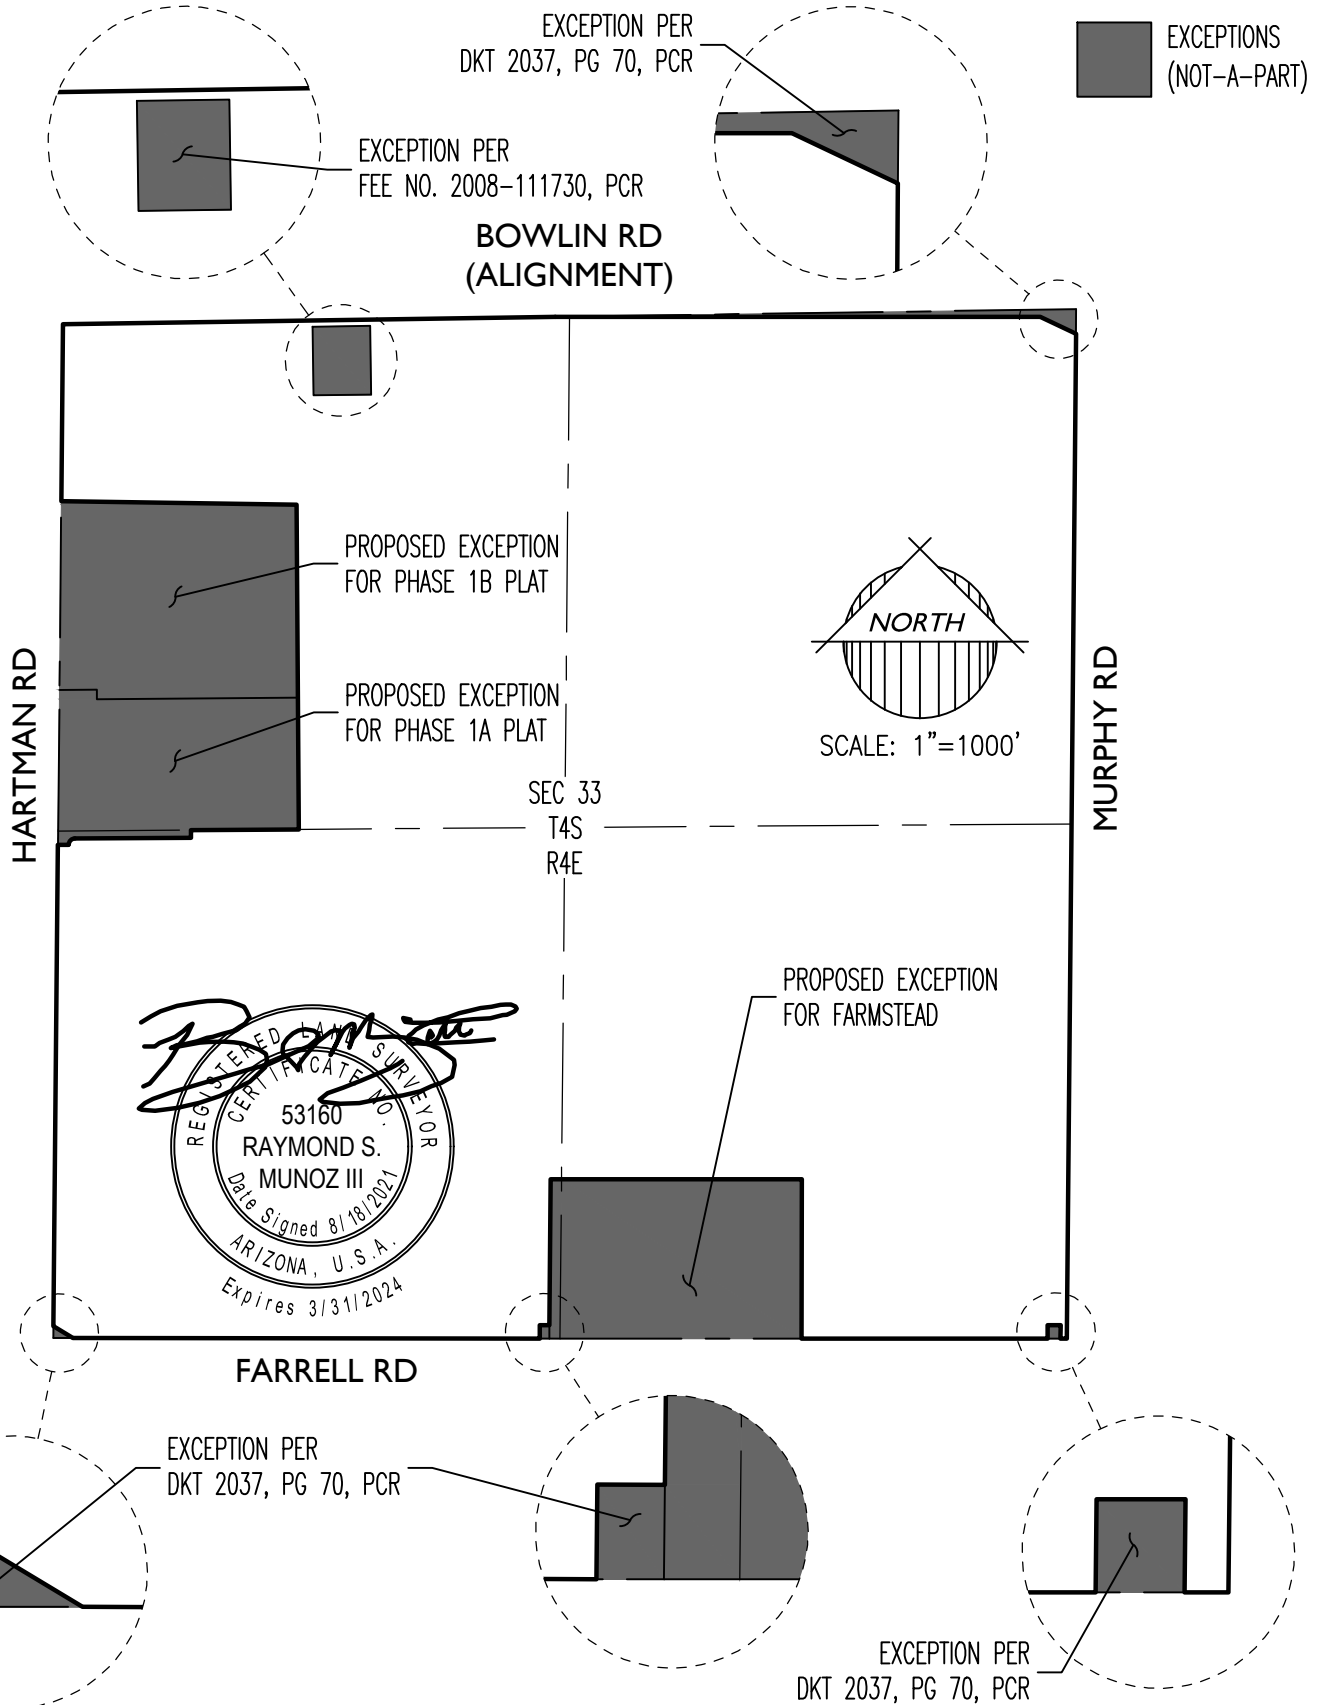 EXCEPTION PER
DKT 2037, PG 70, PCR
EXCEPTIONS
(NOT-A-PART)
EXCEPTION PER
FEE NO. 2008-111730, PCR
BOWLIN RD
(ALIGNMENT)
PROPOSED EXCEPTION
FOR PHASE 1B PLAT
NORTH
SCALE: 1"=1000'
HARTMAN RD
MURPHY RD
PROPOSED EXCEPTION
FOR PHASE 1A PLAT
SEC 33
T4S
R4E
PROPOSED EXCEPTION
FOR FARMSTEAD
REGISTERED LAND SURVEYOR
CERTIFICATE NO.
53160
RAYMOND S.
MUNOZ III
Date Signed 8/18/2021
ARIZONA, U.S.A.
Expires 3/31/2024
FARRELL RD
EXCEPTION PER
DKT 2037, PG 70, PCR
EXCEPTION PER
DKT 2037, PG 70, PCR